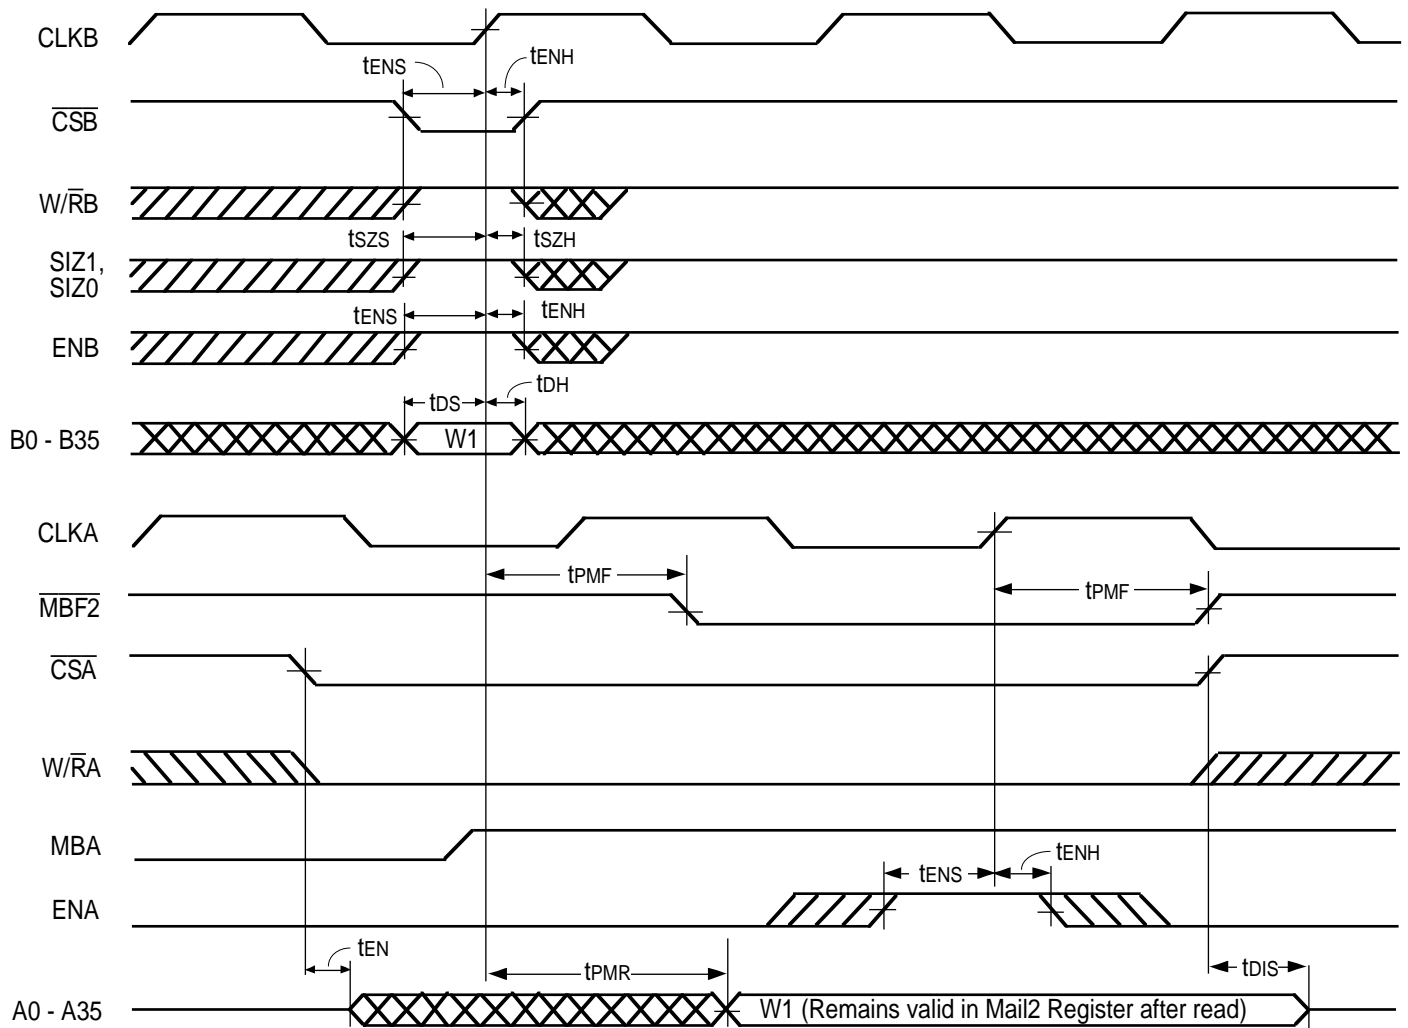 CLKB
tENS
tENH
CSB
W/RB
tSZS
tSZH
SIZ1,
SIZ0
tENS
tENH
ENB
tDS
tDH
B0 - B35
W1
CLKA
tPMF
tPMF
MBF2
CSA
W/RA
MBA
tENS
tENH
ENA
tEN
tPMR
tDIS
A0 - A35
W1 (Remains valid in Mail2 Register after read)